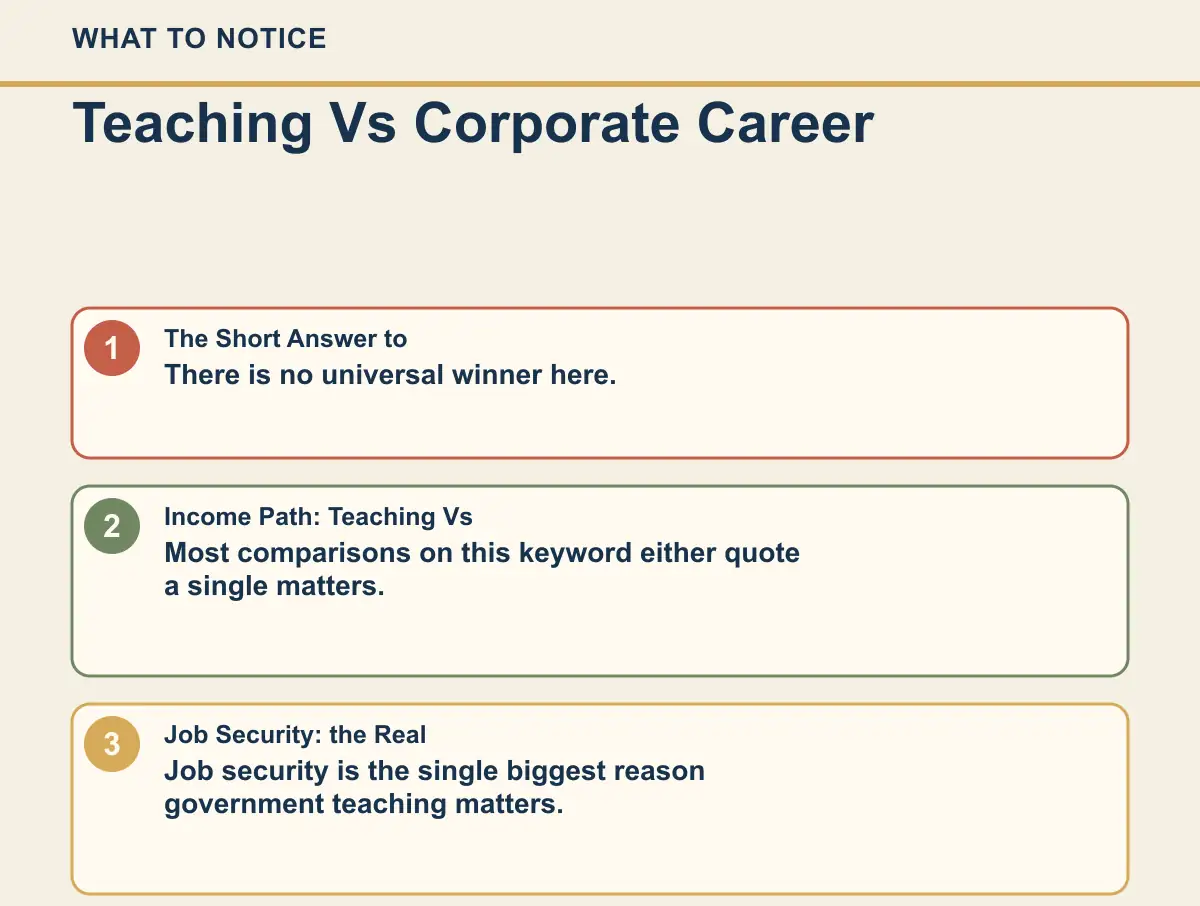 WHAT TO NOTICE
Teaching Vs Corporate Career
1
The Short Answer to
There is no universal winner here.
2
Income Path: Teaching Vs
Most comparisons on this keyword either quote
a single matters.
3
Job Security: the Real
Job security is the single biggest reason
government teaching matters.